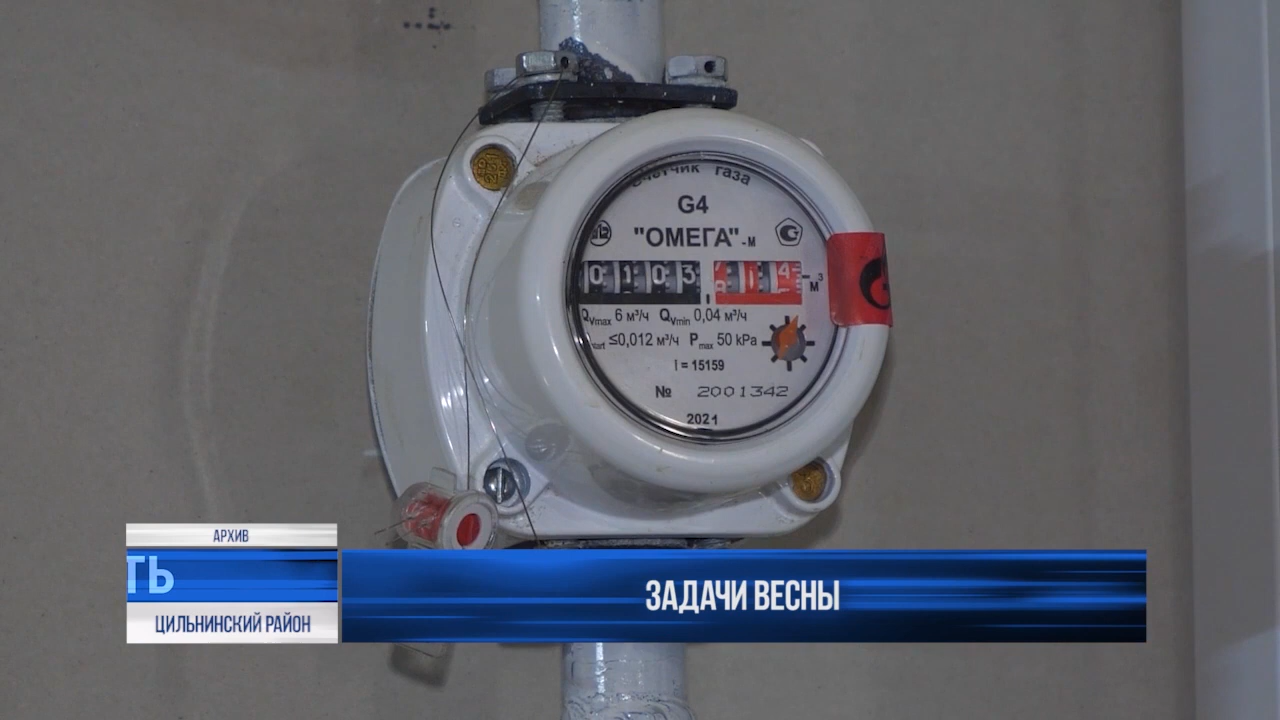 Счетчик газа
G4
"ОМЕГА"-М
0103 м³
Qvmax 6 м³/ч Qvmin 0,04 м³/ч
≤0,012 м³/ч Pmax 50 kPa
i = 15159
№ 2001342
2021
АРХИВ
ТЬ
ЦИЛЬНИНСКИЙ РАЙОН
ЗАДАЧИ ВЕСНЫ